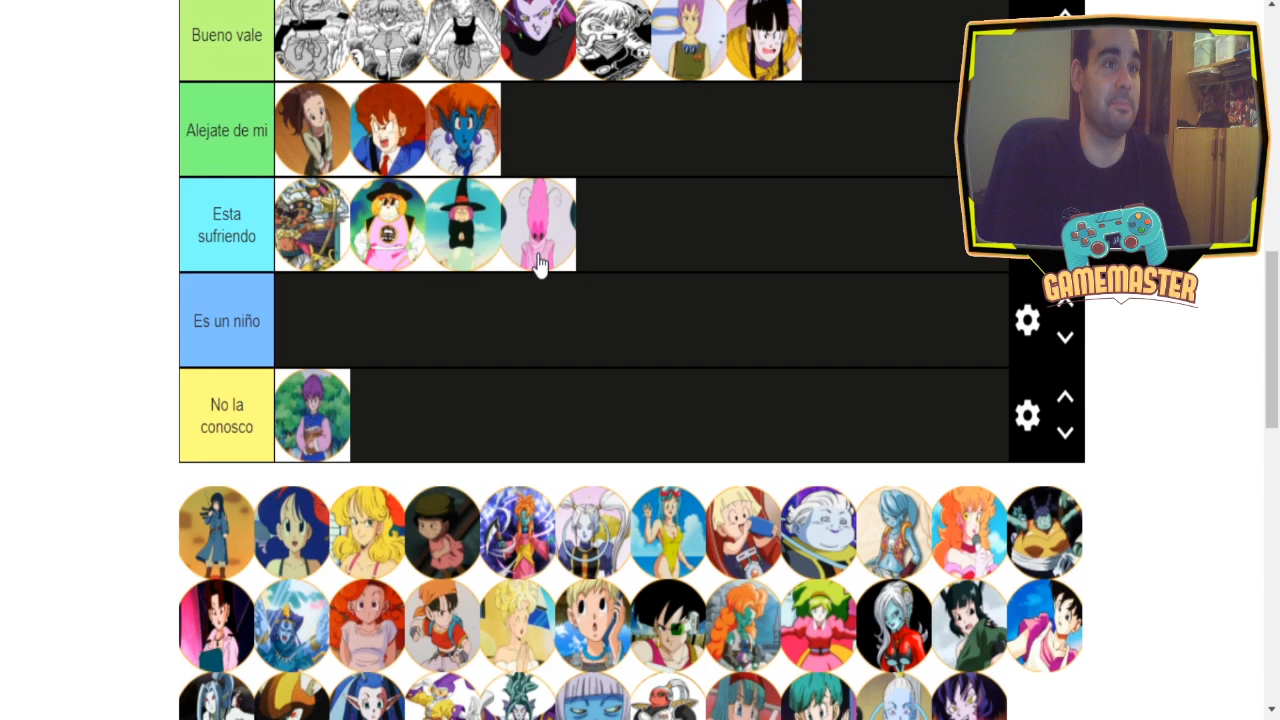 Bueno vale
Alejate de mi
Esta
sufriendo
Es un niño
No la
conosco
GAMEMASTER